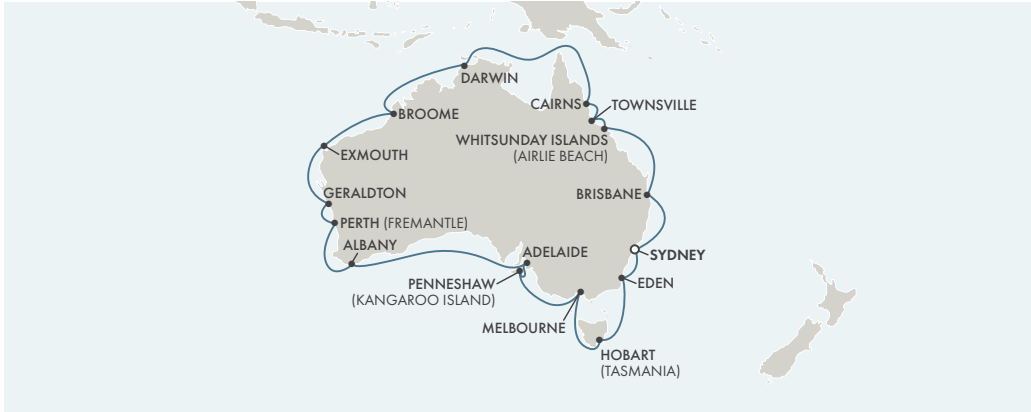 DARWIN
CAIRNS
TOWNSVILLE
BROOME
WHITSUNDAY ISLANDS
(AIRLIE BEACH)
EXMOUTH
GERALDTON
BRISBANE
PERTH (FREMANTLE)
ALBANY
ADELAIDE
SYDNEY
PENNESHAW
(KANGAROO ISLAND)
EDEN
MELBOURNE
HOBART
(TASMANIA)